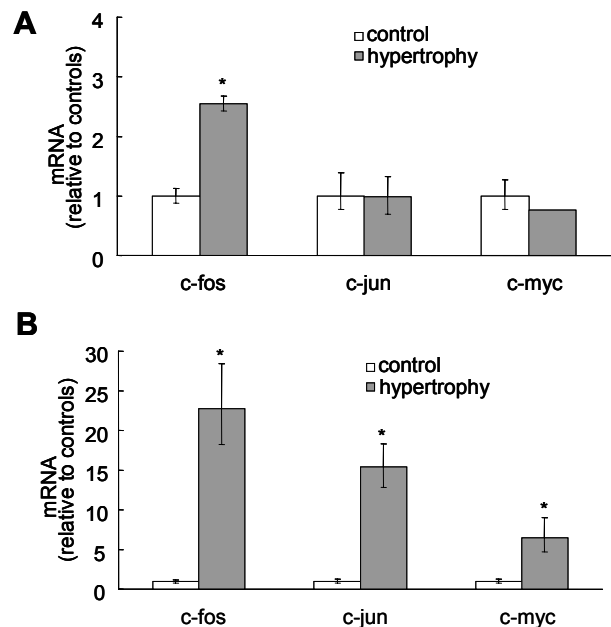 A
mRNA
(relative to controls)
4
3
2
1
0
control
hypertrophy
*
c-fos
c-jun
c-myc
B
mRNA
(relative to controls)
30
25
20
15
10
5
0
control
hypertrophy
*
*
*
c-fos
c-jun
c-myc